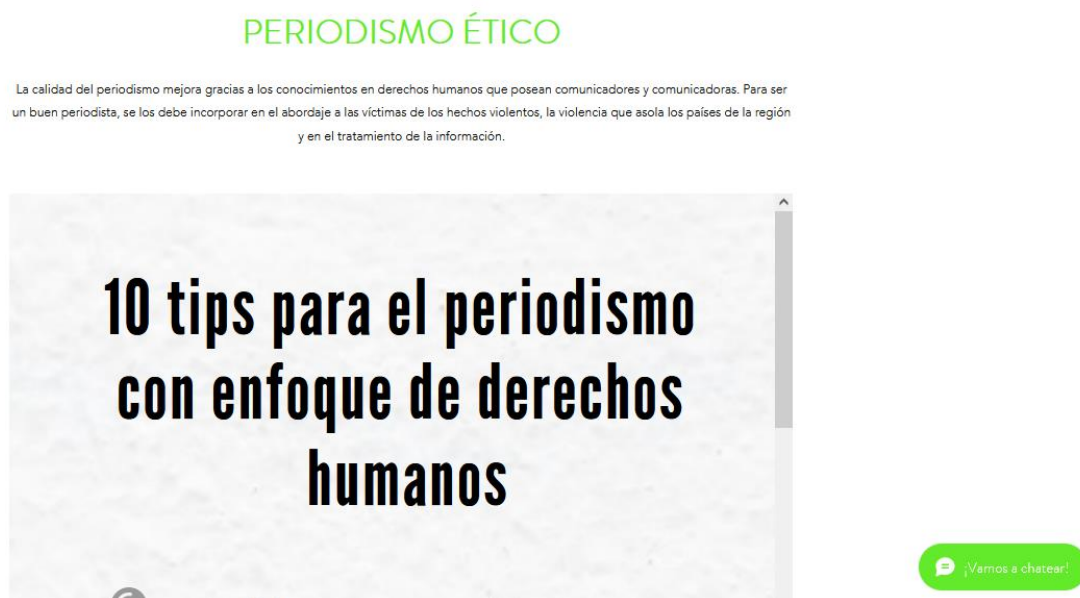 PERIODISMO ÉTICO
La calidad del periodismo mejora gracias a los conocimientos en derechos humanos que posean comunicadores y comunicadoras. Para ser
un buen periodista, se los debe incorporar en el abordaje a las víctimas de los hechos violentos, la violencia que asola los países de la región
y en el tratamiento de la información.
10 tips para el periodismo
con enfoque de derechos
humanos
¡Vamos a chatear!